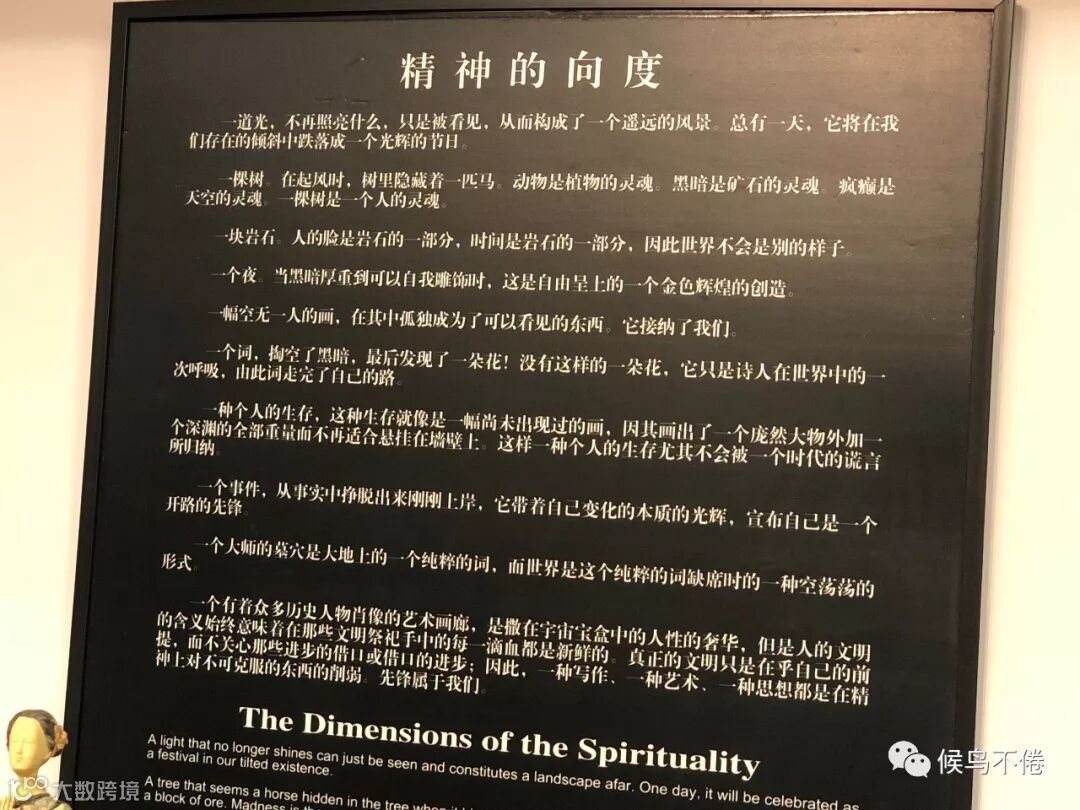 精神的向度
一道光，不再照亮什么，只是被看见，从而构成了一个遥远的风景。总有一天，它将在我
们存在的倾斜中跌落成一个光辉的节目。
一棵树。在起风时，树里隐藏着一匹马。动物是植物的灵魂。黑暗是矿石的灵魂。疯癫是
天空的灵魂。一棵树是一个人的灵魂。
一块岩石。人的脸是岩石的一部分，时间是岩石的一部分，因此世界不会是别的样子。
一个夜。当黑暗厚重到可以自我雕饰时，这是自由呈上的一个金色辉煌的创造。
一幅空无一人的画，在其中孤独成为了可以看见的东西。它接纳了我们。
一个词，掏空了黑暗，最后发现了一朵花！没有这样的一朵花，它只是诗人在世界中的一
次呼吸，由此词走完了自己的路。
一种个人的生存，这种生存就像是一幅尚未出现过的画，因其画出了一个庞然大物外加一
个深渊的全部重量而不再适合悬挂在墙壁上。这样一种个人的生存尤其不会被一个时代的谎言
所归纳。
一个事件，从事实中挣脱出来刚刚上岸，它带着自己变化的本质的光辉，宣布自己是一个
开路的先锋。
一个大师的墓穴是大地上的一个纯粹的词，而世界是这个纯粹的词缺席时的一种空荡荡的
形式。
一个有着众多历史人物肖像的艺术画廊，是撒在宇宙宝盒中的人性的奢华，但是人的文明
的含义始终意味着在那些文明祭祀手中的每一滴血都是新鲜的。真正的文明只是在乎自己的前
提，而不关心那些进步的借口或借口的进步；因此，一种写作、一种艺术、一种思想都是在精
神上对不可克服的东西的削弱。先锋属于我们。
The Dimensions of the Spirituality
A light that no longer shines can just be seen and constitutes a landscape afar. One day, it will be celebrated as
a festival in our tilted existence.
A tree that seems a horse hidden in the tree when it
a block of ore. Madness is th
候鸟不倦
大数跨境